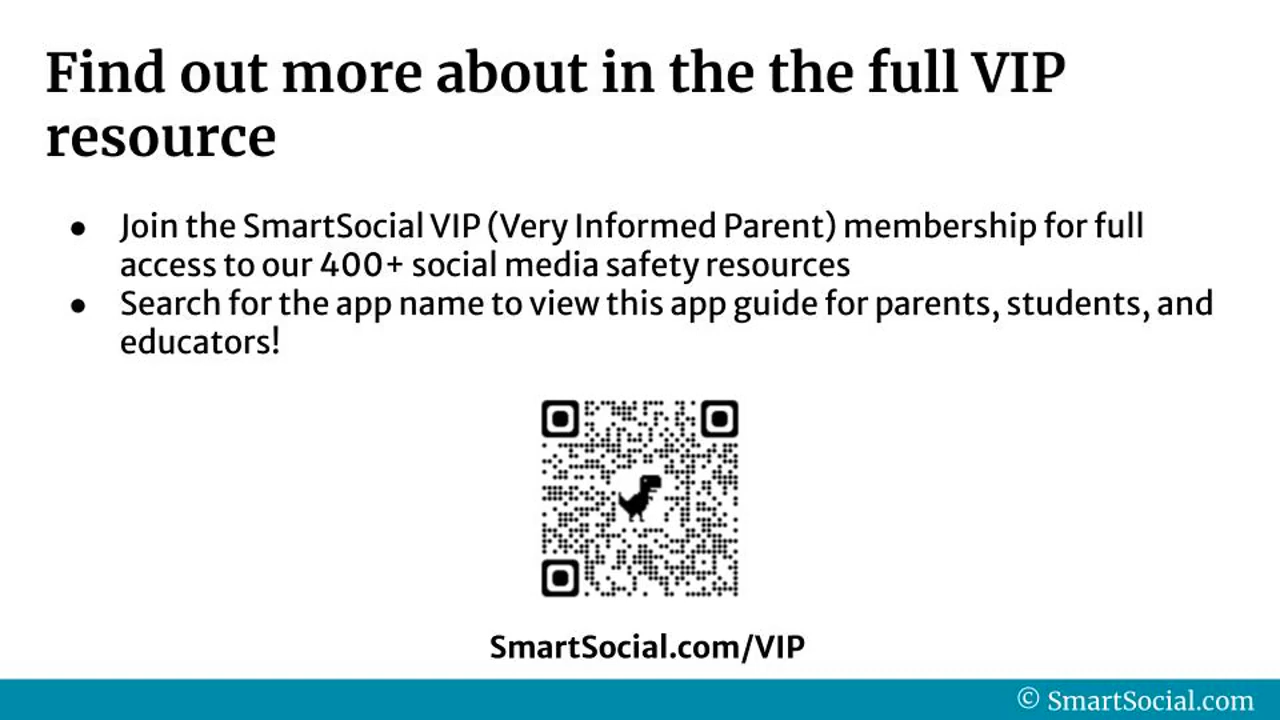 Find out more about in the the full VIP
resource
● Join the SmartSocial VIP (Very Informed Parent) membership for full
access to our 400+ social media safety resources
● Search for the app name to view this app guide for parents, students, and
educators!
SmartSocial.com/VIP
© SmartSocial.com